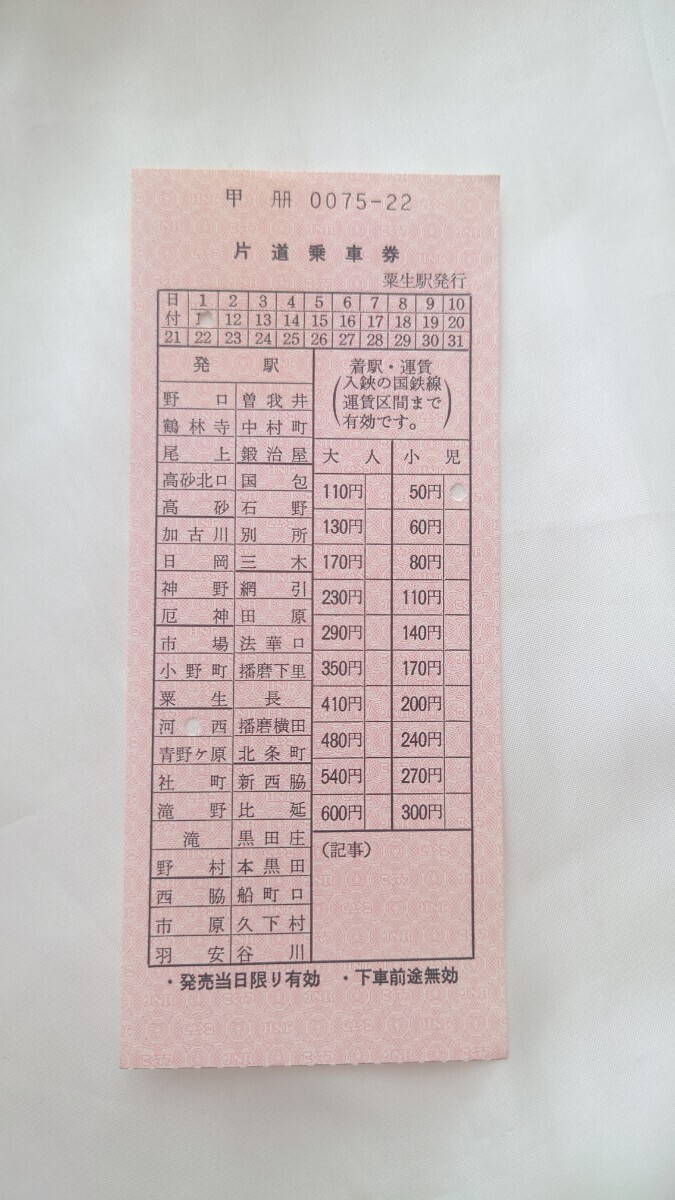 甲 册 0075-22
片道乗車券
粟生駅発行
日 1 2 3 4 5 6 7 8 9 10
付 1 12 13 14 15 16 17 18 19 20
21 22 23 24 25 26 27 28 29 30 31
発駅
着駅・運賃
(入鋏の国鉄線
運賃区間まで
有効です。)
野口 曽我井
鶴林寺 中村町
尾上 鍛治屋
高砂北口 国包
高砂 石野
加古川 別所
日岡 三木
神野 網引
厄神 田原
市場 法華口
小野町 播磨下里
粟生 長
河西 播磨横田
青野ヶ原 北条町
社町 新西脇
滝野 比延
滝 黒田庄
野村 本黒田
西脇 船町口
市原 久下村
羽安 谷川
大人 小児
110円 50円
130円 60円
170円 80円
230円 110円
290円 140円
350円 170円
410円 200円
480円 240円
540円 270円
600円 300円
(記事)
・発売当日限り有効 ・下車前途無効